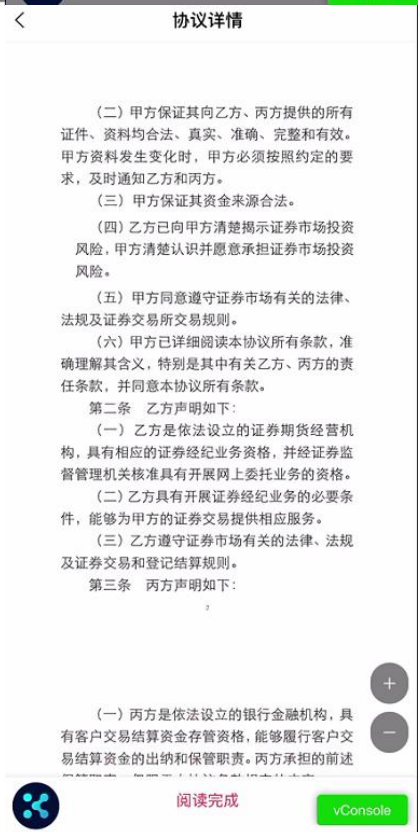 协议详情
（二）甲方保证其向乙方、丙方提供的所有
证件、资料均合法、真实、准确、完整和有效。
甲方资料发生变化时，甲方必须按照约定的要
求，及时通知乙方和丙方。
（三）甲方保证其资金来源合法。
（四）乙方已向甲方清楚揭示证券市场投资
风险，甲方清楚认识并愿意承担证券市场投资
风险。
（五）甲方同意遵守证券市场有关的法律、
法规及证券交易所交易规则。
（六）甲方已详细阅读本协议所有条款，准
确理解其含义，特别是其中有关乙方、丙方的责
任条款，并同意本协议所有条款。
第二条　乙方声明如下：
（一）乙方是依法设立的证券期货经营机
构，具有相应的证券经纪业务资格，并经证券监
督管理机关核准具有开展网上委托业务的资格。
（二）乙方具有开展证券经纪业务的必要条
件，能够为甲方的证券交易提供相应服务。
（三）乙方遵守证券市场有关的法律、法规
及证券交易和登记结算规则。
第三条　丙方声明如下：
2
（一）丙方是依法设立的银行金融机构，具
有客户交易结算资金存管资格，能够履行客户交
易结算资金的出纳和保管职责。丙方承担的前述
阅读完成
vConsole